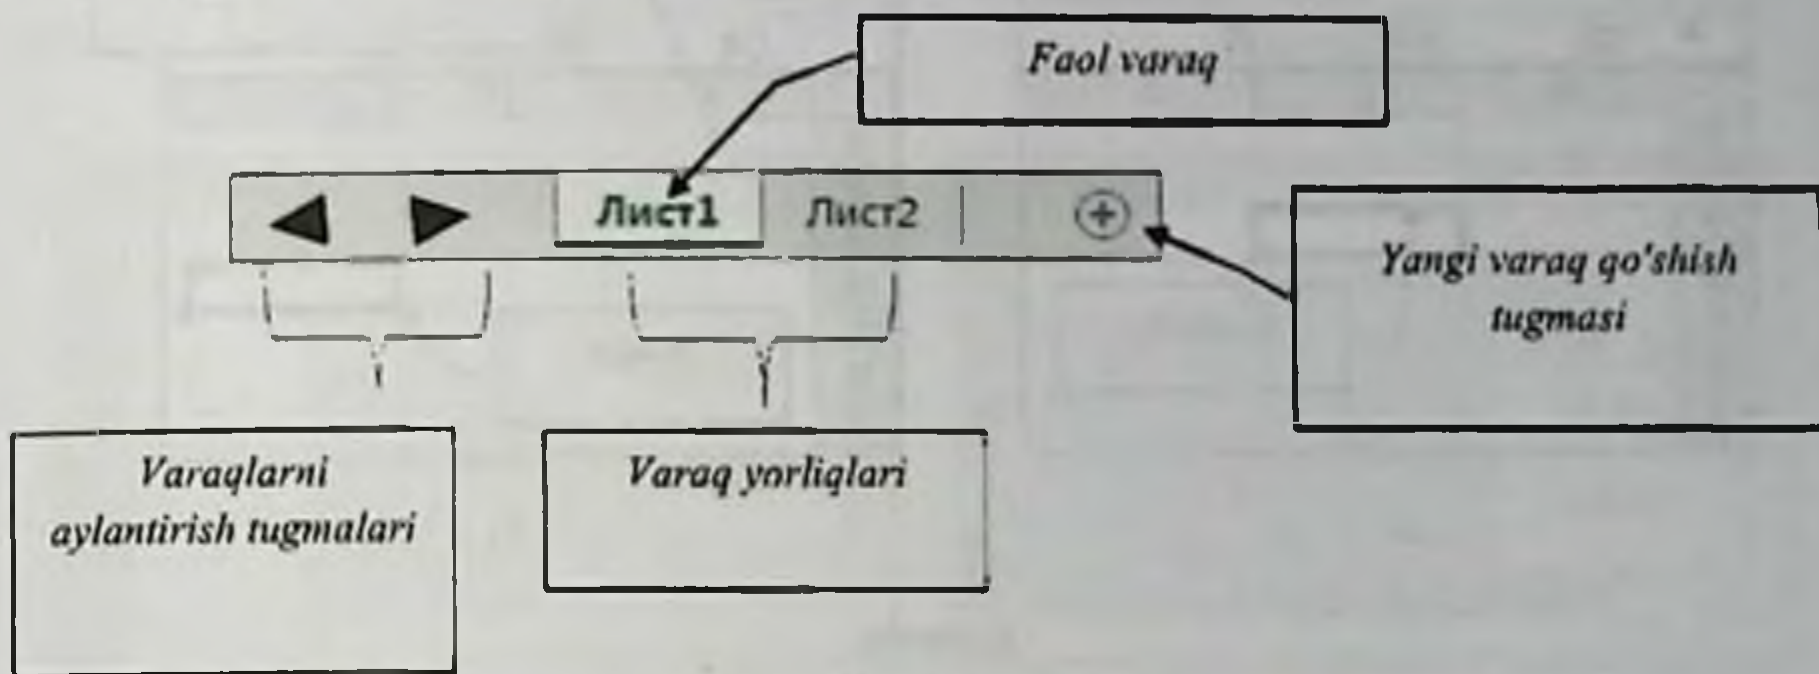 Faol varaq
Лист1 Лист2
Yangi varaq qo'shish
tugmasi
Varaqlarni
aylantirish tugmalari
Varaq yorliqlari